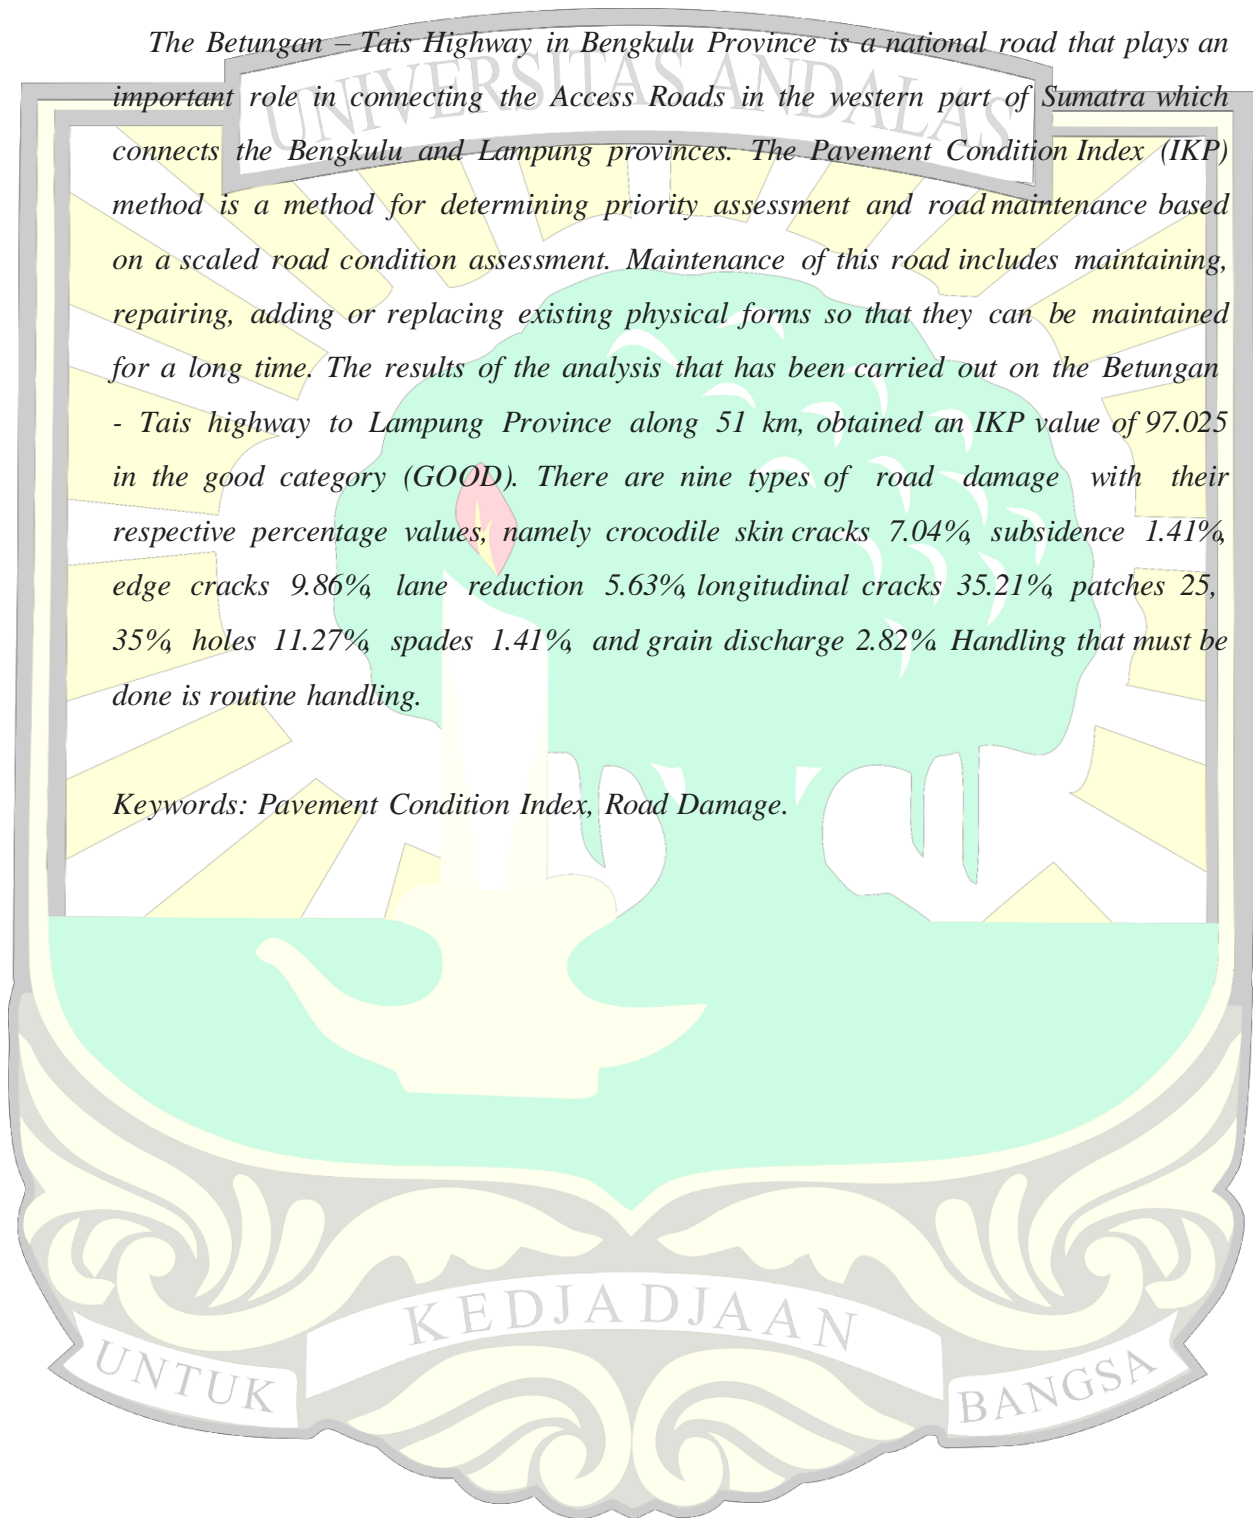 The Betungan – Tais Highway in Bengkulu Province is a national road that plays an
UNIVERSITAS ANDALAS
important role in connecting the Access Roads in the western part of Sumatra which
connects the Bengkulu and Lampung provinces. The Pavement Condition Index (IKP)
method is a method for determining priority assessment and road maintenance based
on a scaled road condition assessment. Maintenance of this road includes maintaining,
repairing, adding or replacing existing physical forms so that they can be maintained
for a long time. The results of the analysis that has been carried out on the Betungan
- Tais highway to Lampung Province along 51 km, obtained an IKP value of 97.025
in the good category (GOOD). There are nine types of road damage with their
respective percentage values, namely crocodile skin cracks 7.04%, subsidence 1.41%,
edge cracks 9.86%, lane reduction 5.63%, longitudinal cracks 35.21%, patches 25,
35%, holes 11.27%, spades 1.41%, and grain discharge 2.82%. Handling that must be
done is routine handling.
Keywords: Pavement Condition Index, Road Damage.
KEDJADJAAN
UNTUK
BANGSA